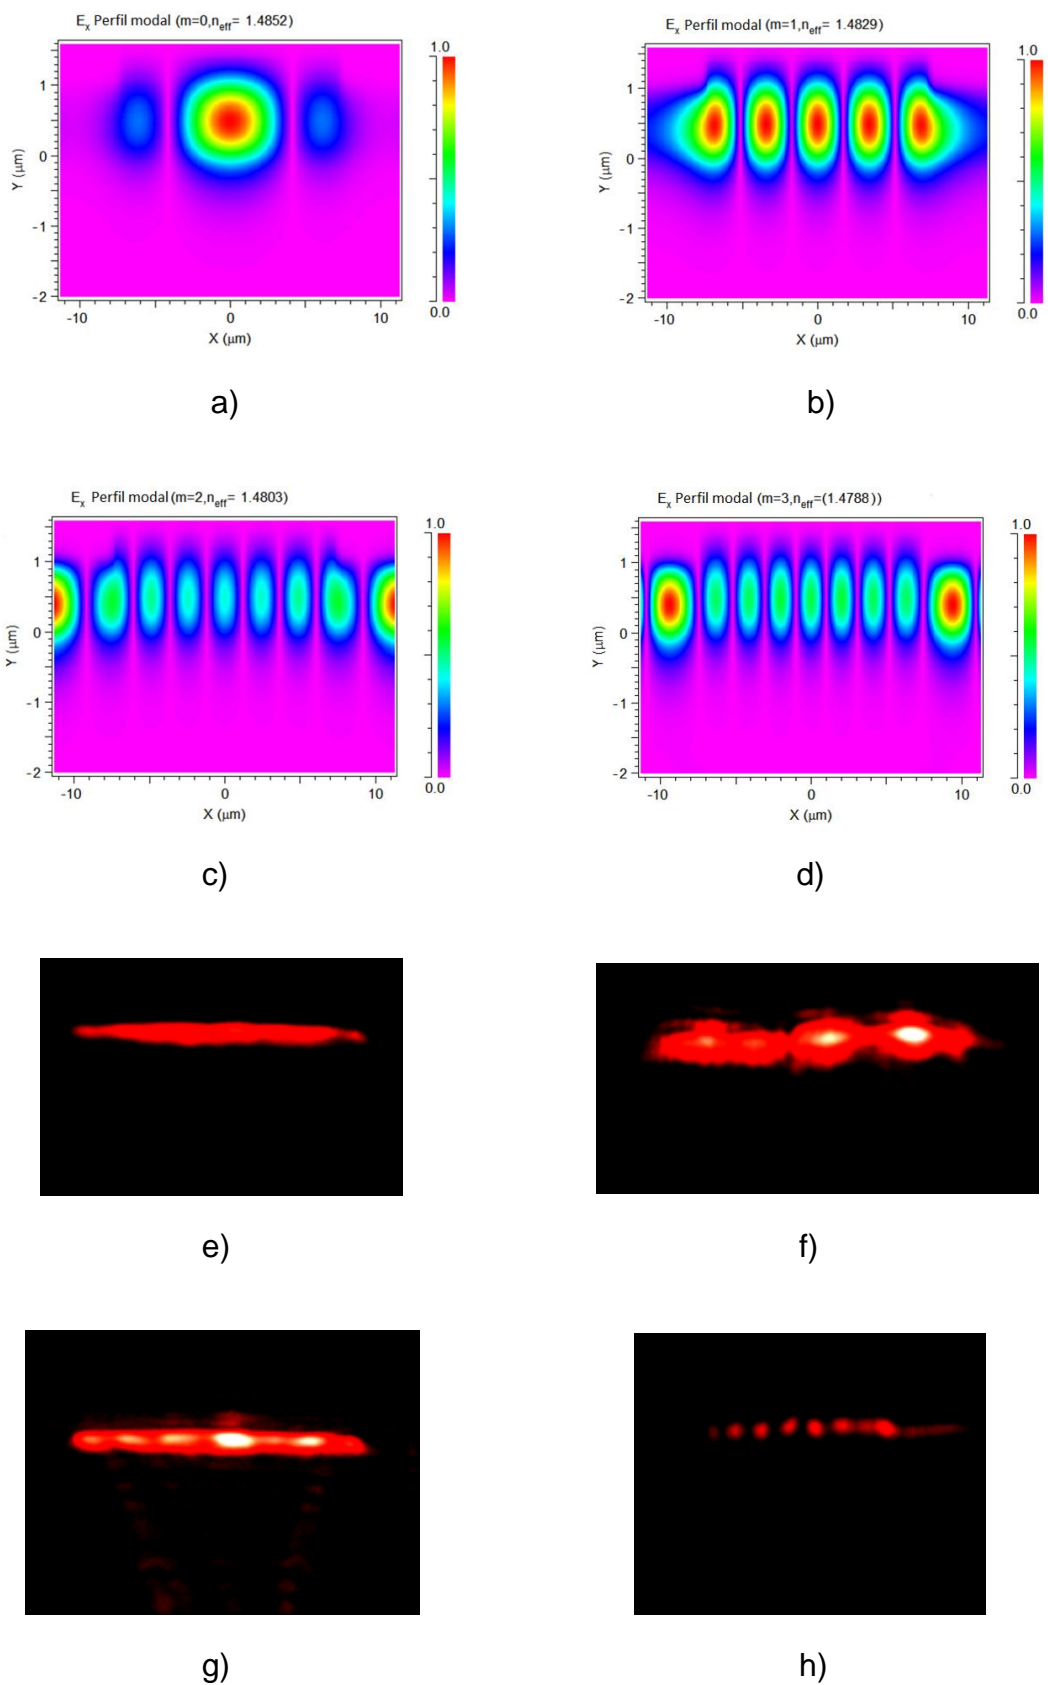 Eₓ Perfil modal (m=0,nₑff= 1.4852)
1.0
1
0
-1
-2
Y (μm)
0.0
-10 0 10
X (μm)
a)
Eₓ Perfil modal (m=1,nₑff= 1.4829)
1.0
1
0
-1
-2
Y (μm)
0.0
-10 0 10
X (μm)
b)
Eₓ Perfil modal (m=2,nₑff= 1.4803)
1.0
1
0
-1
-2
Y (μm)
0.0
-10 0 10
X (μm)
c)
Eₓ Perfil modal (m=3,nₑff=(1.4788))
1.0
1
0
-1
-2
Y (μm)
0.0
-10 0 10
X (μm)
d)
e)
f)
g)
h)